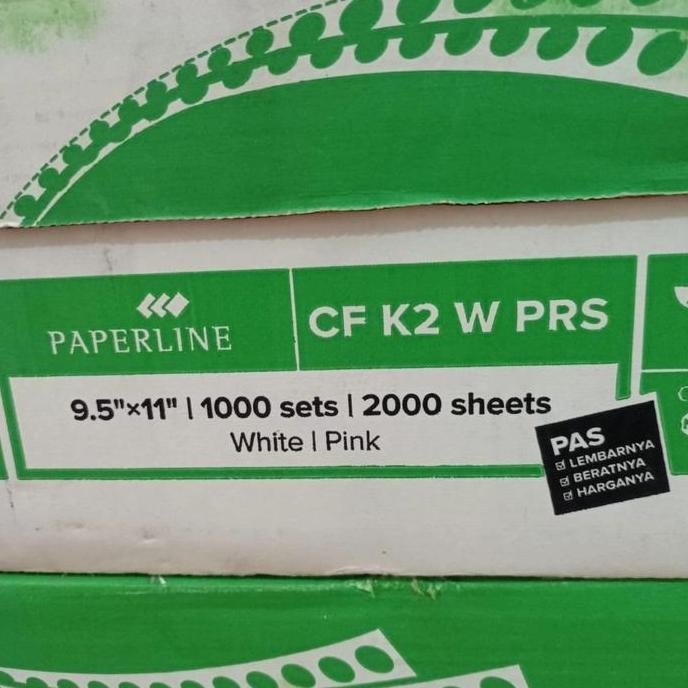 PAPERLINE
CF K2 W PRS
9.5"×11" | 1000 sets | 2000 sheets
White | Pink
PAS
LEMBARNYA
BERATNYA
HARGANYA